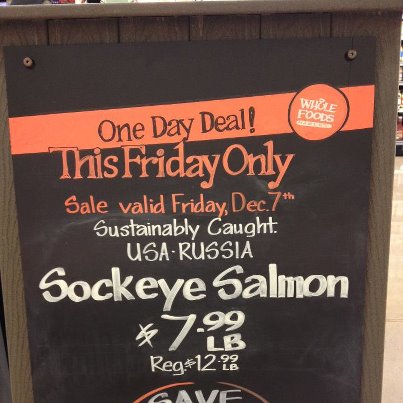 WHOLE
FOODS
MARKET
One Day Deal!
This Friday Only
Sale valid Friday, Dec. 7th
Sustainably Caught.
USA-RUSSIA
Sockeye Salmon
$7.99
LB
Reg. $12.99
LB
SAVE